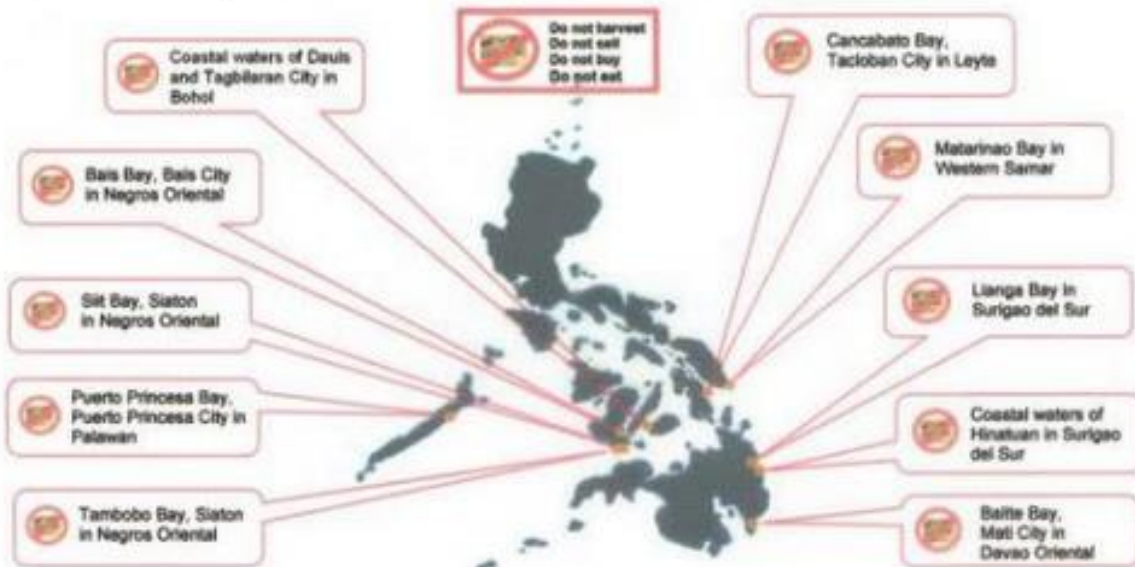 Do not harvest
Do not sell
Do not buy
Do not eat
Coastal waters of Dauis
and Tagbilaran City in
Bohol
Cancabato Bay,
Tacloban City in Leyte
Bais Bay, Bais City
in Negros Oriental
Matarinao Bay in
Western Samar
Siit Bay, Siaton
in Negros Oriental
Lianga Bay in
Surigao del Sur
Puerto Princesa Bay,
Puerto Princesa City in
Palawan
Coastal waters of
Hinatuan in Surigao
del Sur
Tambobo Bay, Siaton
in Negros Oriental
Balite Bay,
Mati City in
Davao Oriental